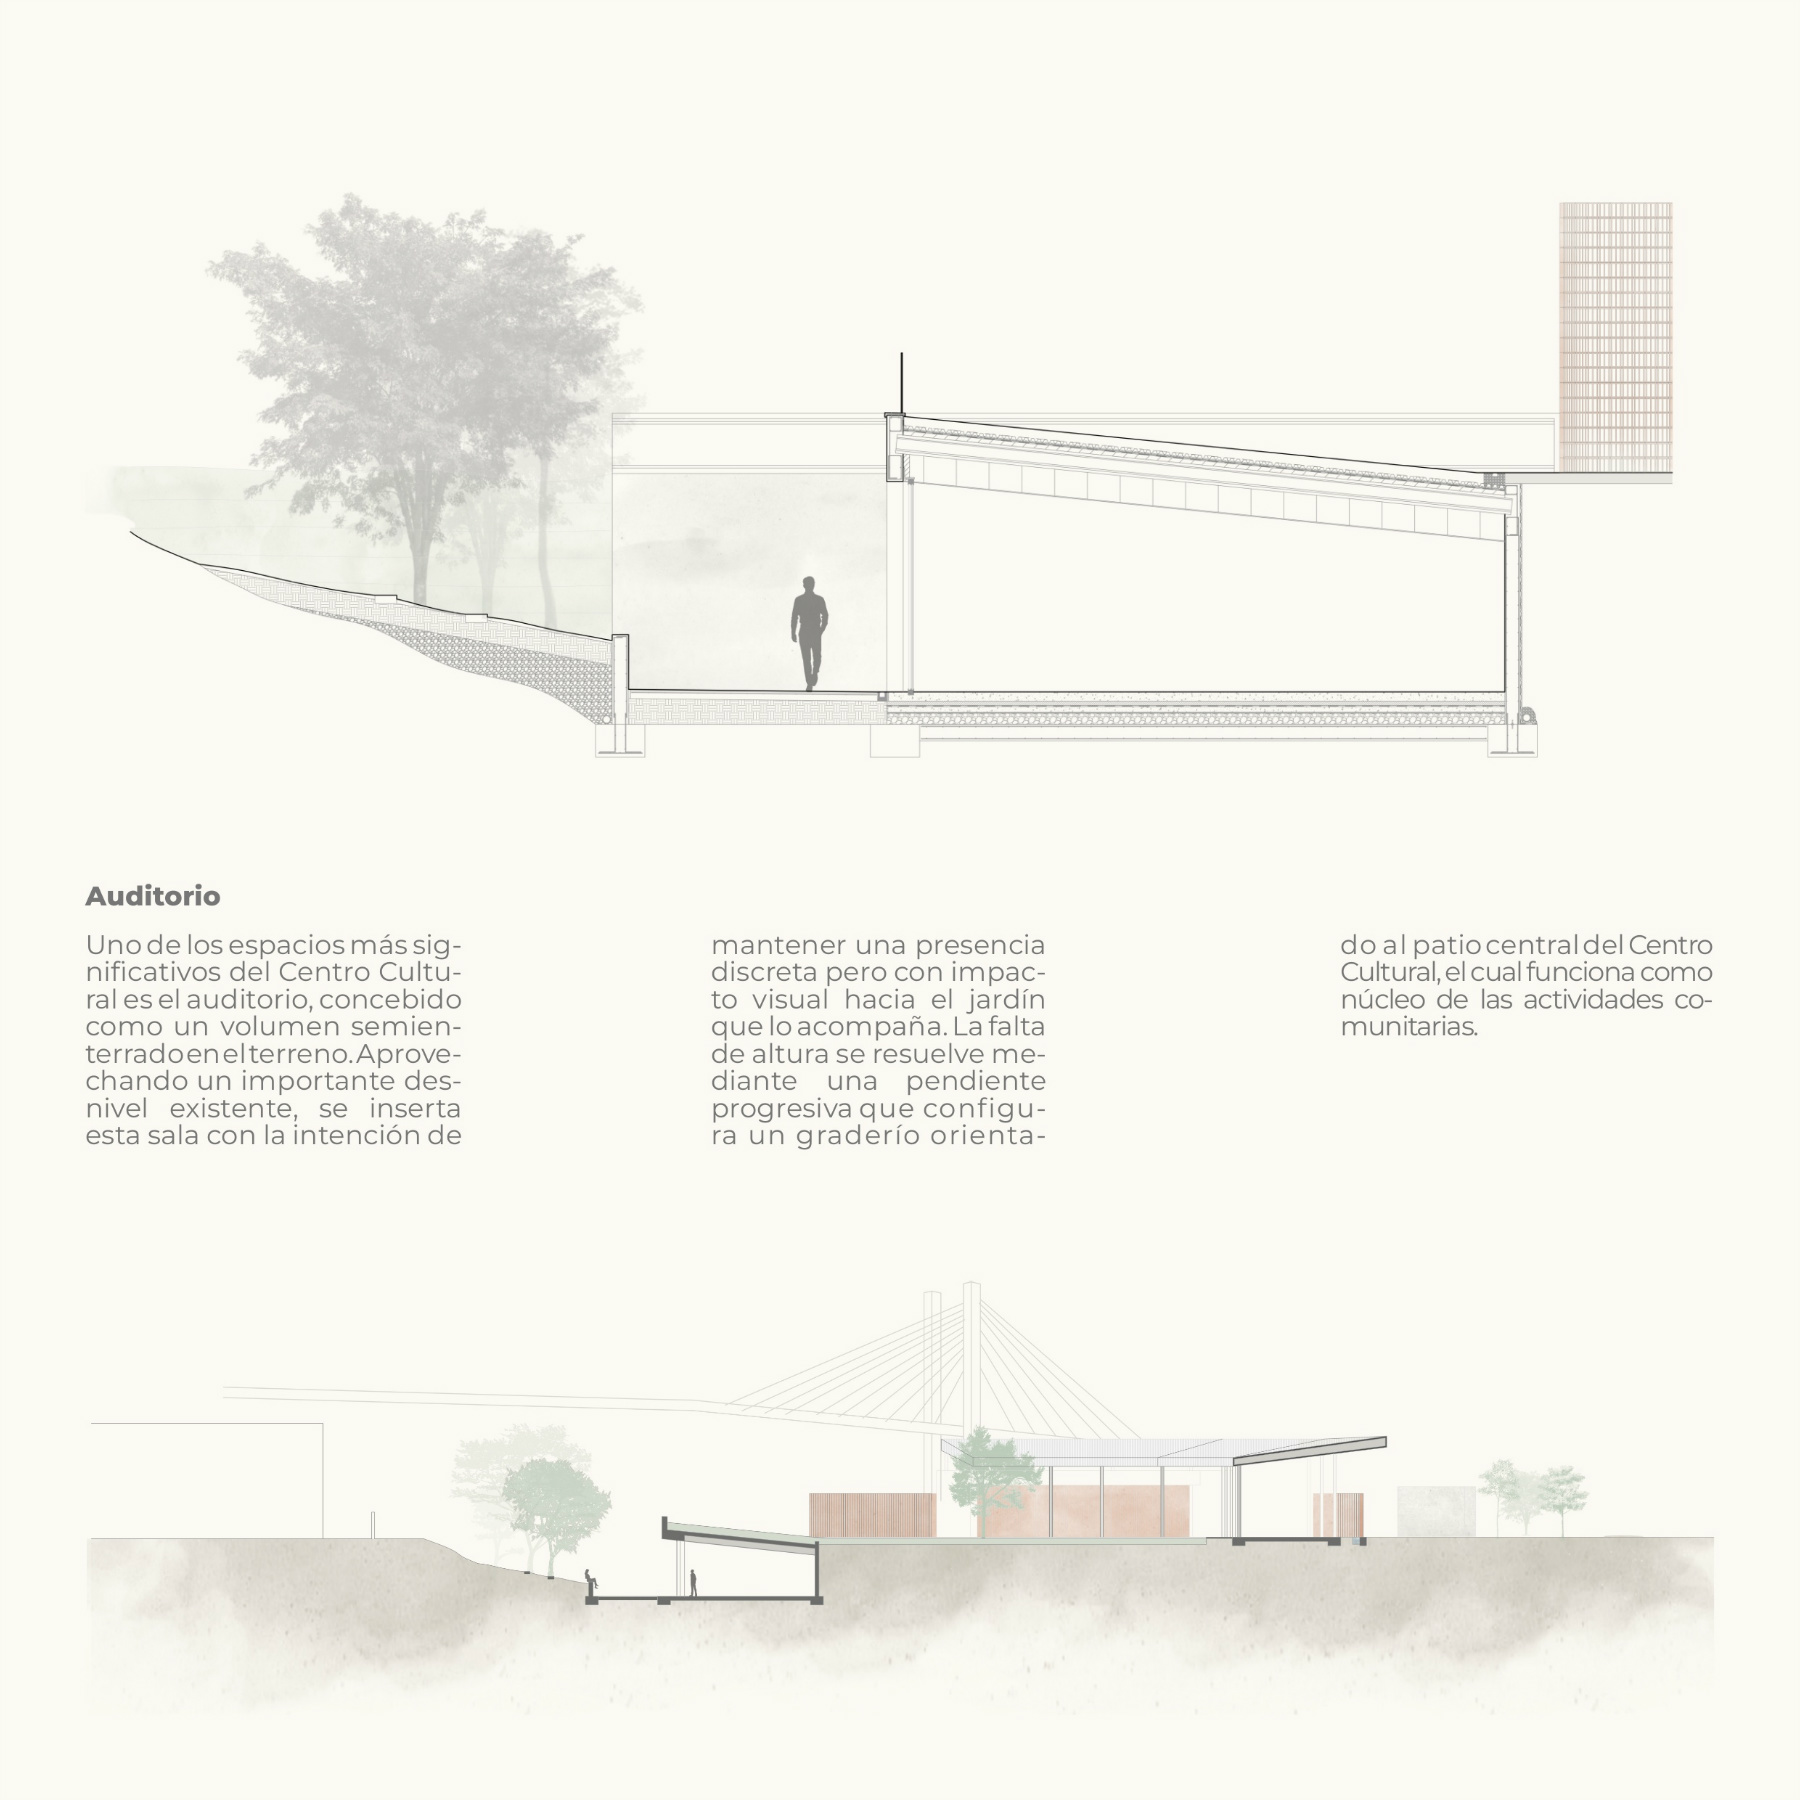 Auditorio
Uno de los espacios más sig-
nificativos del Centro Cultu-
ral es el auditorio, concebido
como un volumen semien-
terrado en el terreno. Aprove-
chando un importante des-
nivel existente, se inserta
esta sala con la intención de
mantener una presencia
discreta pero con impac-
to visual hacia el jardín
que lo acompaña. La falta
de altura se resuelve me-
diante una pendiente
progresiva que configu-
ra un graderío orienta-
do al patio central del Centro
Cultural, el cual funciona como
núcleo de las actividades co-
munitarias.